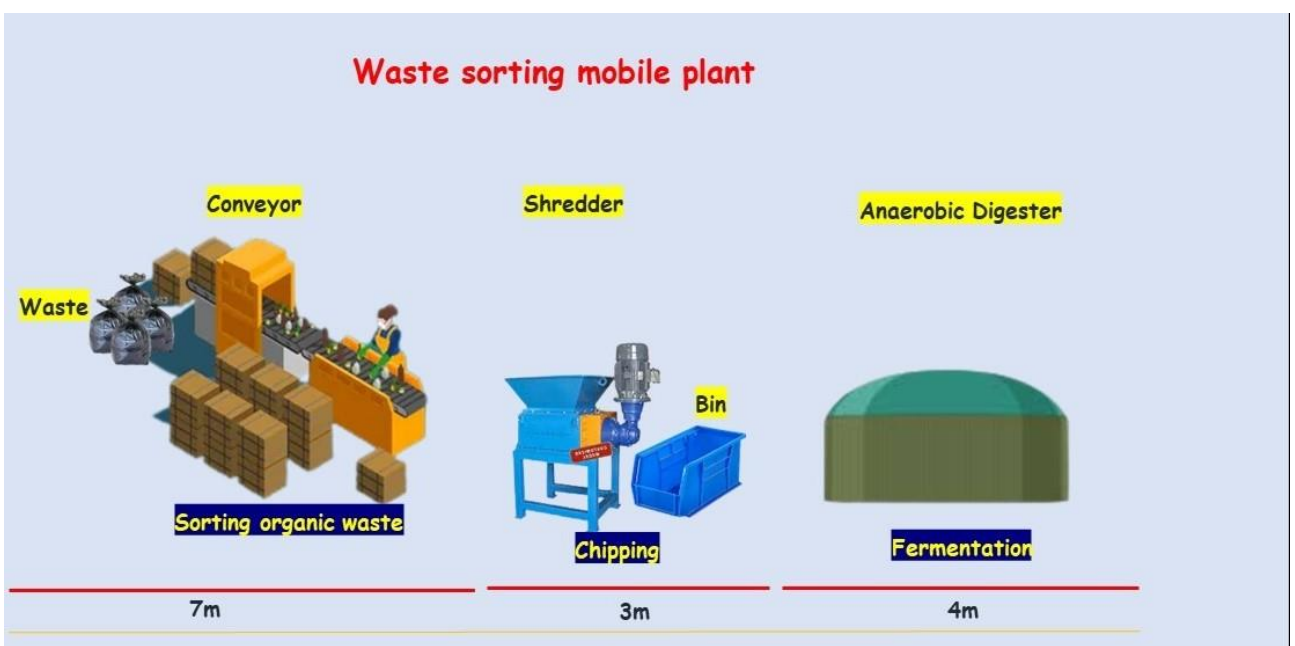 Waste sorting mobile plant
Conveyor
Shredder
Anaerobic Digester
Waste
Bin
Sorting organic waste
Chipping
Fermentation
7m
3m
4m